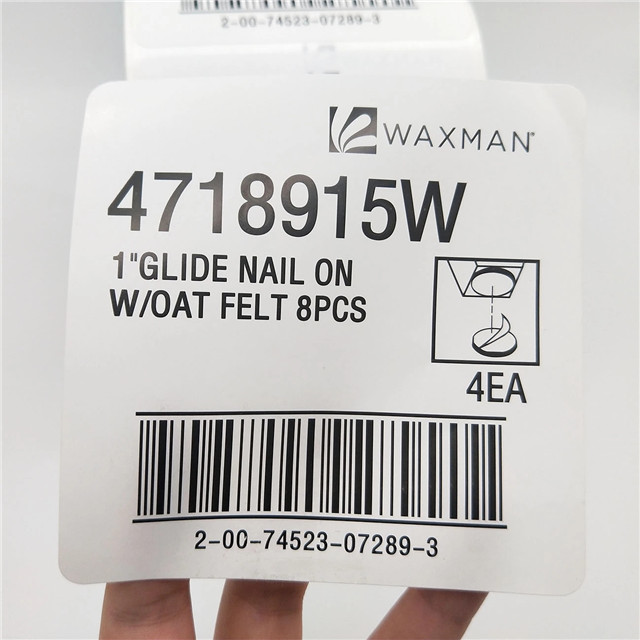 2-00-74523-07289-3
WAXMAN®
4718915W
1"GLIDE NAIL ON
W/OAT FELT 8PCS
4EA
2-00-74523-07289-3